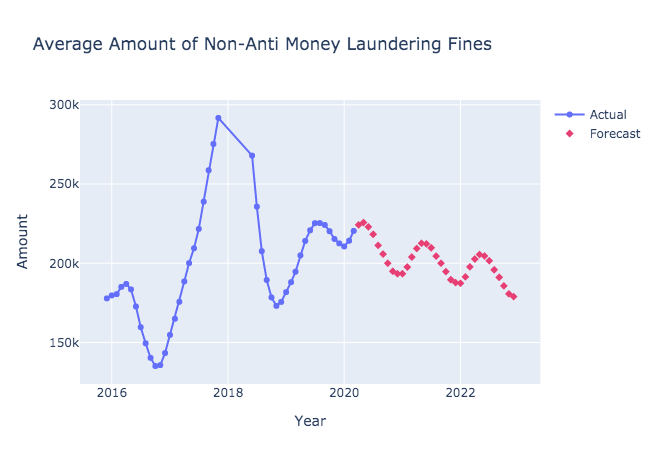 Average Amount of Non-Anti Money Laundering Fines
300k
250k
200k
150k
Amount
2016
2018
2020
2022
Year
Actual
Forecast